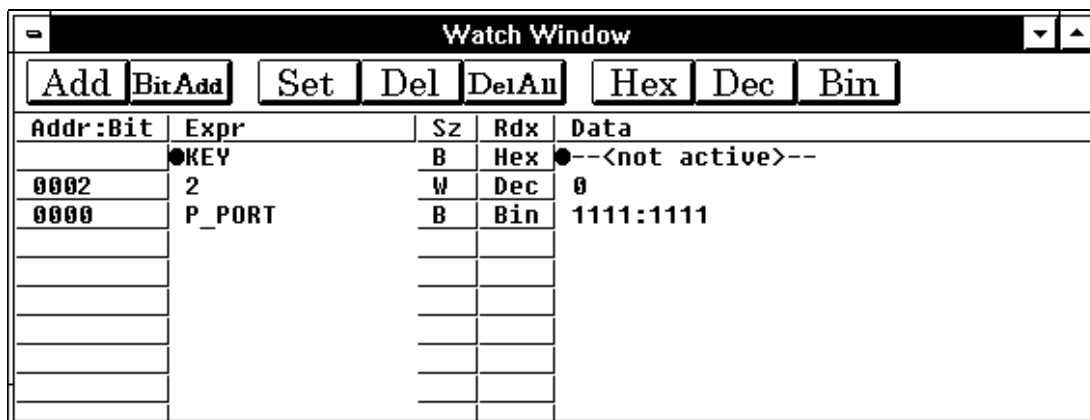 Watch Window
Add BitAdd Set Del DelAll Hex Dec Bin
Addr:Bit Expr Sz Rdx Data
●KEY B Hex ●--<not active>--
0002 2 W Dec 0
0000 P_PORT B Bin 1111:1111